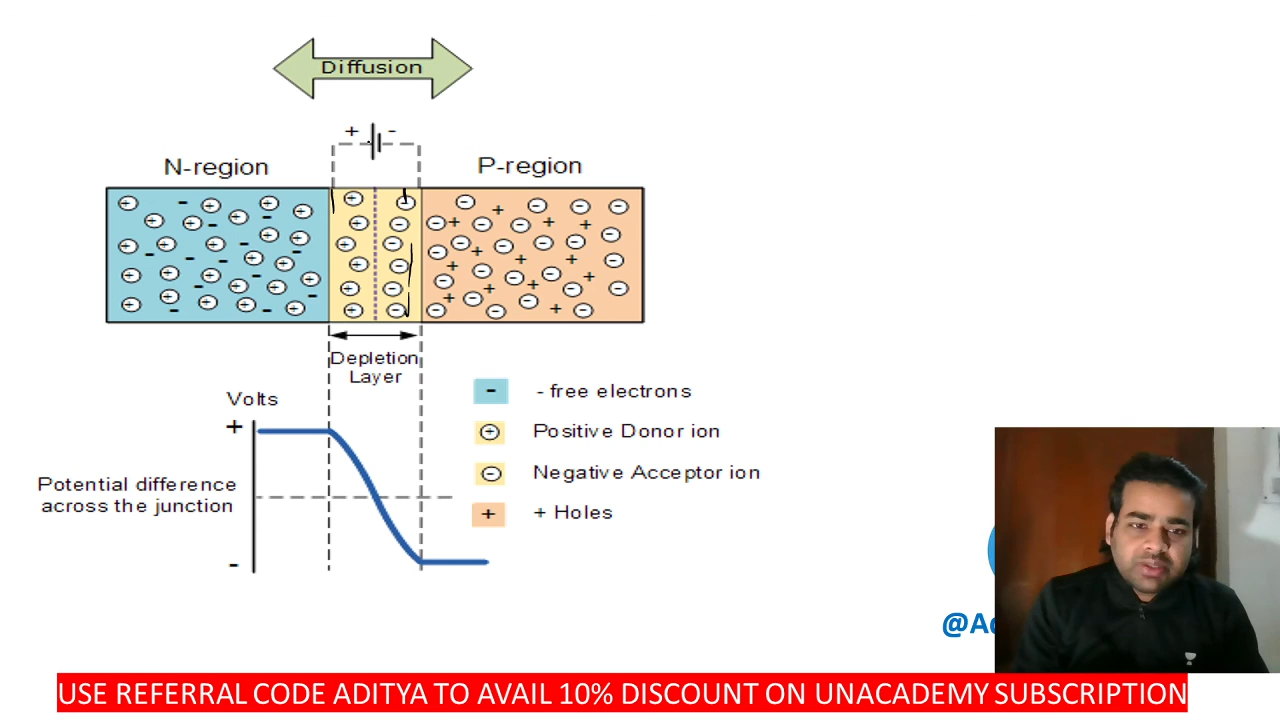 Diffusion
+ -
N-region
P-region
Depletion
Layer
Volts
+
Potential difference
across the junction
-
- - free electrons
+ Positive Donor ion
- Negative Acceptor ion
+ + Holes
USE REFERRAL CODE ADITYA TO AVAIL 10% DISCOUNT ON UNACADEMY SUBSCRIPTION